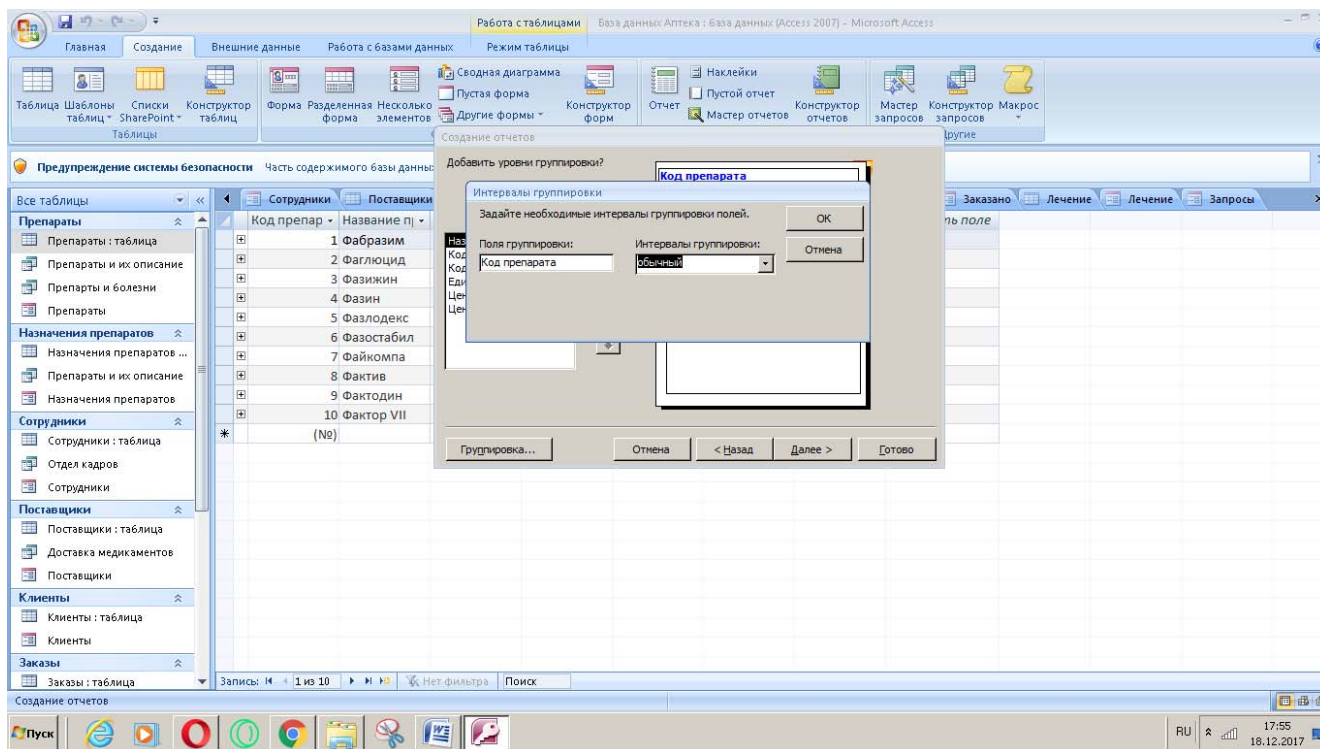 Работа с таблицами База данных Аптека : база данных (Access 2007) - Microsoft Access
Главная Создание Внешние данные Работа с базами данных Режим таблицы
Таблица Шаблоны таблиц Списки SharePoint Конструктор таблиц
Таблицы
Форма Разделенная форма Несколько элементов
Сводная диаграмма
Пустая форма
Другие формы
Конструктор форм
Отчет
Наклейки
Пустой отчет
Мастер отчетов
Конструктор отчетов
Мастер запросов Конструктор запросов Макрос
Другие
Предупреждение системы безопасности Часть содержимого базы данны
Все таблицы
Препараты
Препараты : таблица
Препараты и их описание
Препарты и болезни
Препараты
Назначения препаратов
Назначения препаратов ...
Препараты и их описание
Назначения препаратов
Сотрудники
Сотрудники : таблица
Отдел кадров
Сотрудники
Поставщики
Поставщики : таблица
Доставка медикаментов
Поставщики
Клиенты
Клиенты : таблица
Клиенты
Заказы
Заказы : таблица
Сотрудники Поставщики Заказано Лечение Лечение Запросы
Код препар Название п ть поле
1 Фабразим
2 Фаглюцид
3 Фазижин
4 Фазин
5 Фазлодекс
6 Фазостабил
7 Файкомпа
8 Фактив
9 Фактодин
10 Фактор VII
(№)
Создание отчетов
Добавить уровни группировки?
Код препарата
Наз
Код
Код
Еди
Цен
Цен
Интервалы группировки
Задайте необходимые интервалы группировки полей.
Поля группировки: Интервалы группировки:
Код препарата обычный
ОК
Отмена
Группировка... Отмена < Назад Далее > Готово
Запись: 1 из 10 Нет фильтра Поиск
Создание отчетов
Пуск
RU 17:55
18.12.2017